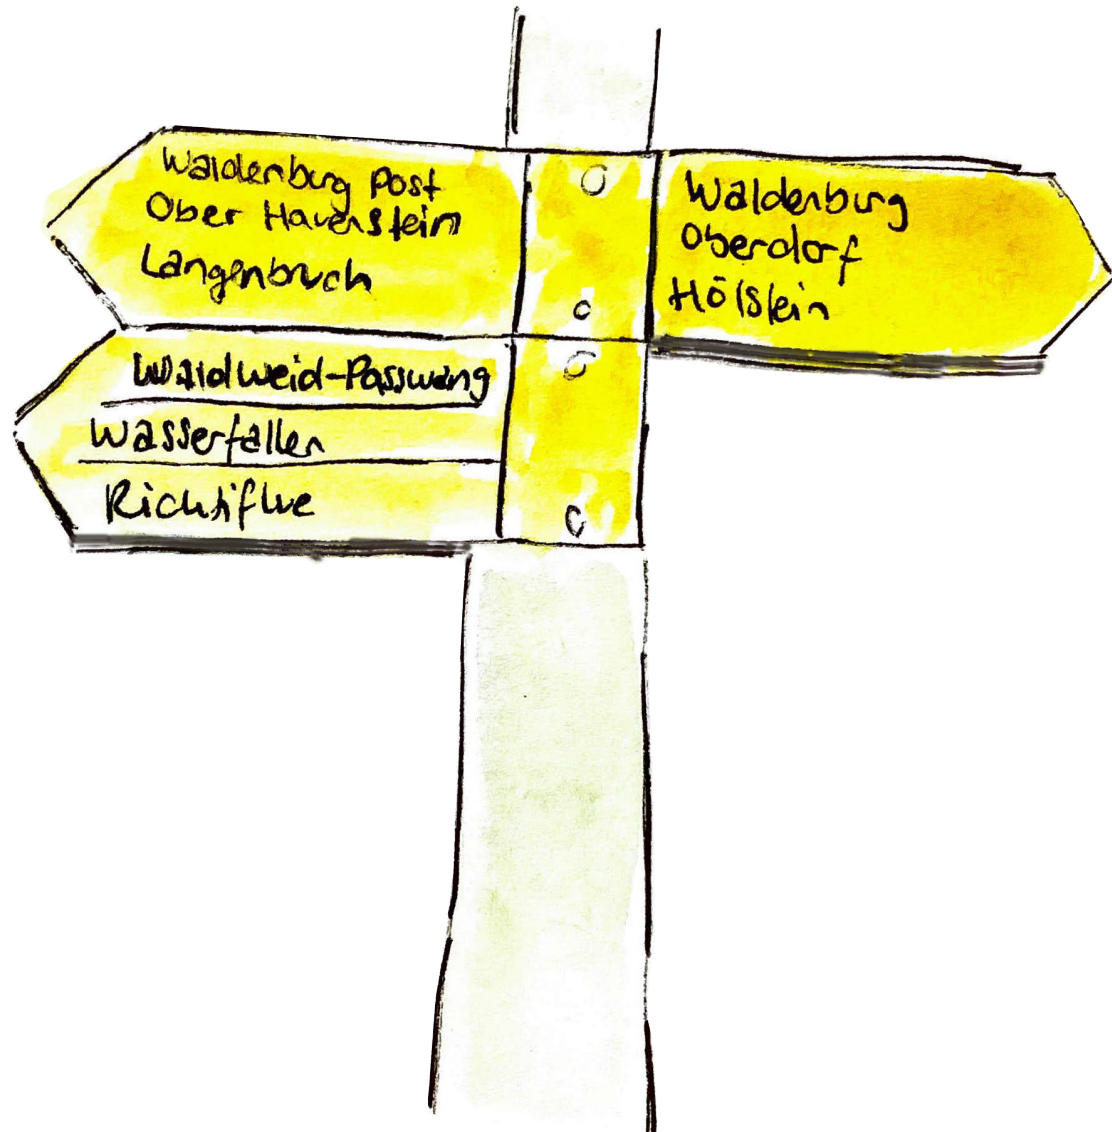 Waldenburg Post
Ober Hauenstein
Langenbruch
Waldenburg
Oberdorf
Hölstein
Waldweid-Passwang
Wasserfallen
Richtiflue